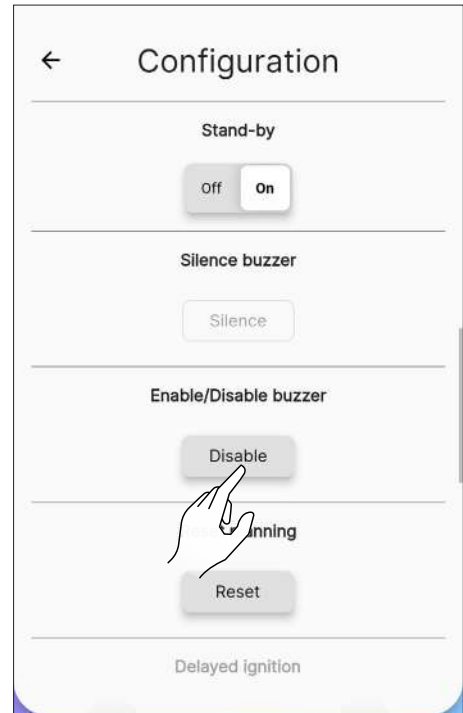 Configuration
Stand-by
Off On
Silence buzzer
Silence
Enable/Disable buzzer
Disable
Reset
Delayed ignition